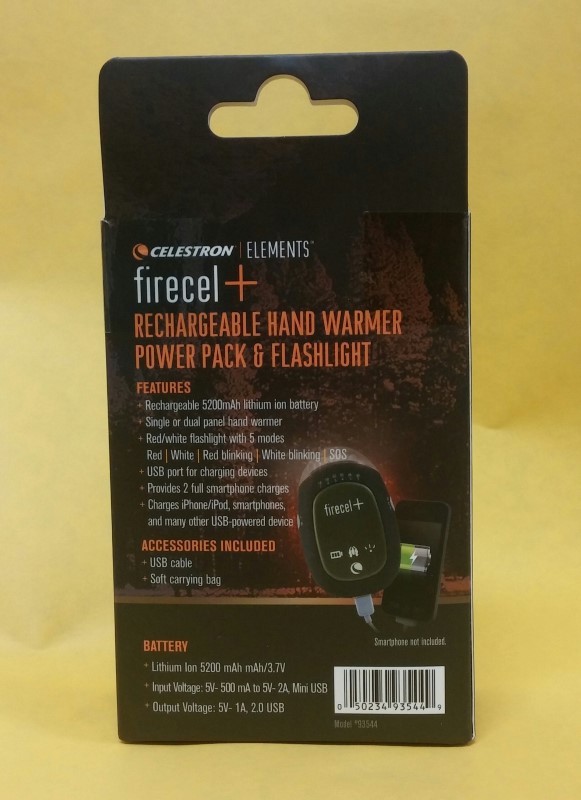 CELESTRON™ | ELEMENTS™
firecel+
RECHARGEABLE HAND WARMER
POWER PACK & FLASHLIGHT
FEATURES
+ Rechargeable 5200mAh lithium ion battery
+ Single or dual panel hand warmer
+ Red/white flashlight with 5 modes
Red | White | Red blinking | White blinking | SOS
+ USB port for charging devices
+ Provides 2 full smartphone charges
+ Charges iPhone/iPod, smartphones,
and many other USB-powered device
firecel+
ACCESSORIES INCLUDED
+ USB cable
+ Soft carrying bag
Smartphone not included.
BATTERY
+ Lithium Ion 5200 mAh mAh/3.7V
+ Input Voltage: 5V- 500 mA to 5V- 2A, Mini USB
+ Output Voltage: 5V- 1A, 2.0 USB
0 50234 93544 9
Model #93544